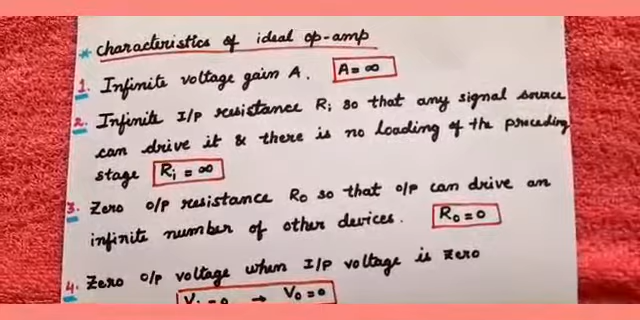 * characteristics of ideal op-amp
1. Infinite voltage gain A. A = ∞
2. Infinite I/P resistance Ri so that any signal source
can drive it & there is no loading of the preceding
stage Ri = ∞
3. Zero o/p resistance Ro so that o/p can drive an
infinite number of other devices. Ro = 0
4. Zero o/p voltage when I/P voltage is zero
Vi = 0 → Vo = 0